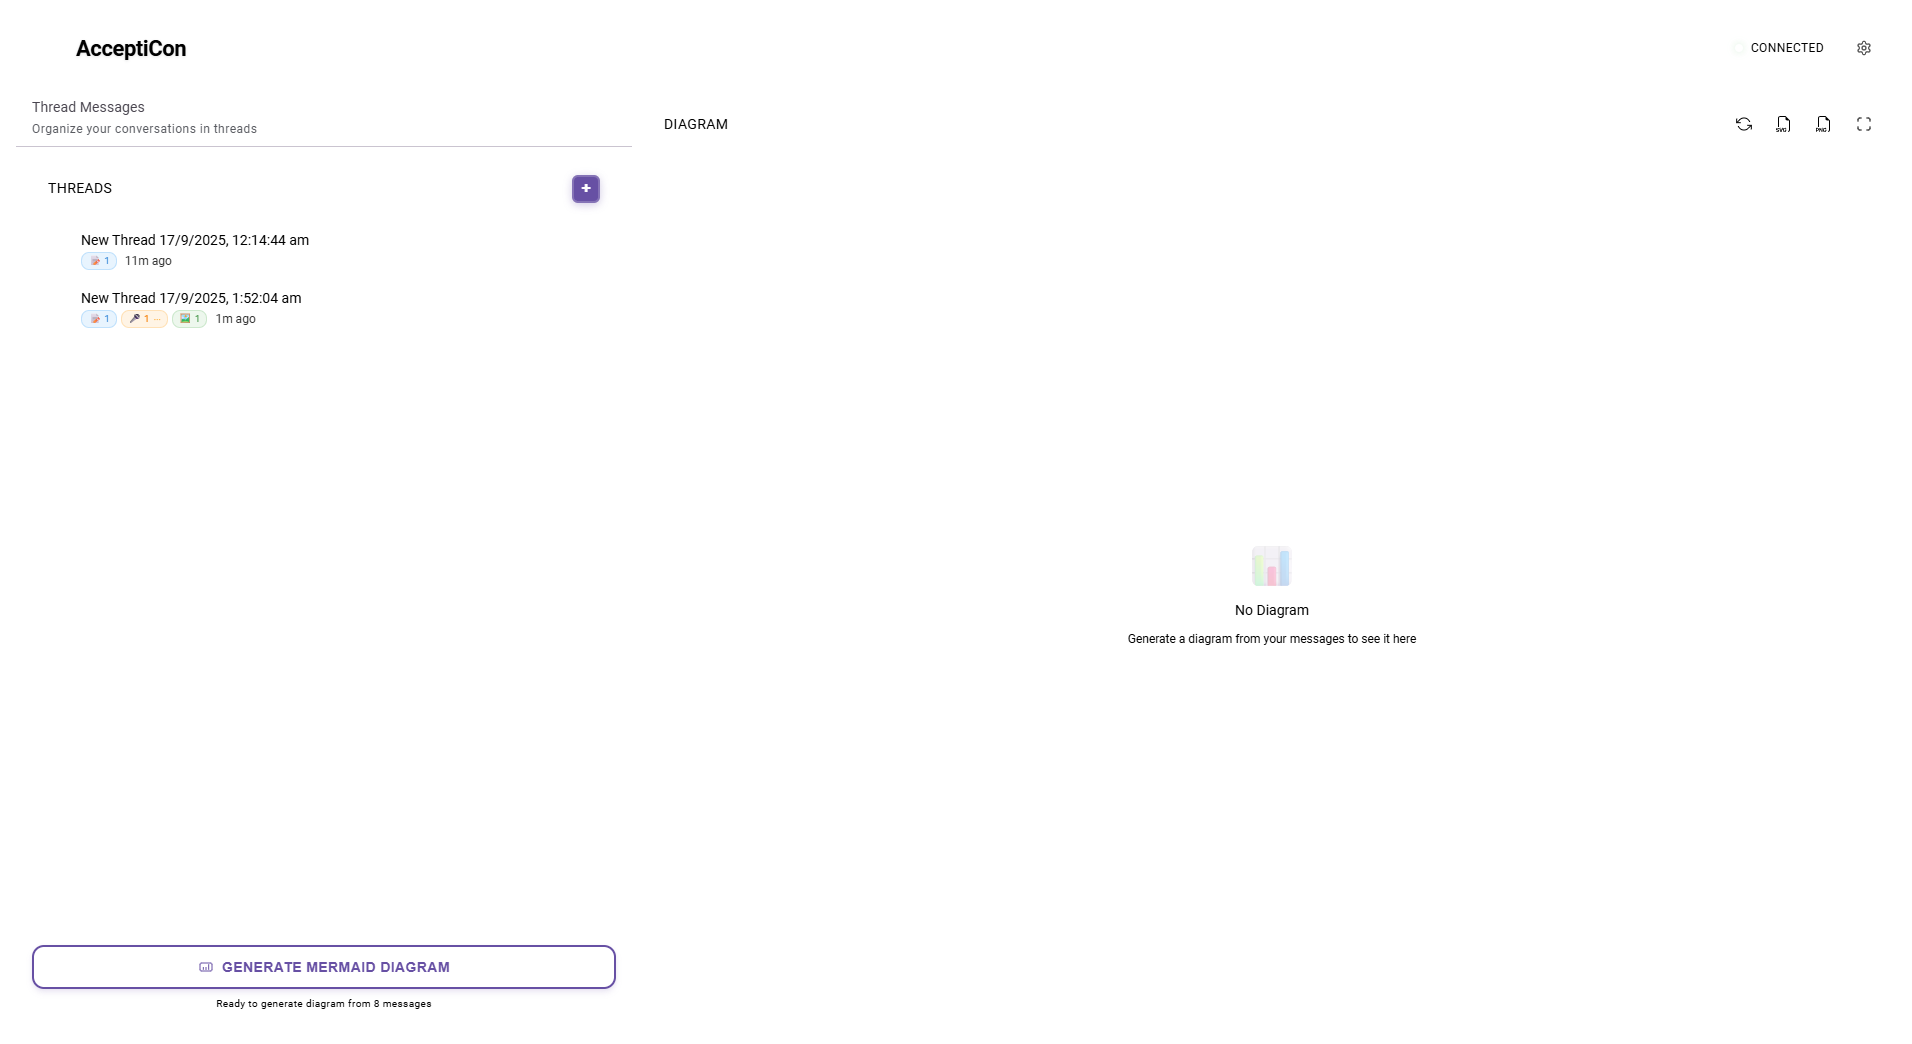 AcceptiCon
CONNECTED
Thread Messages
Organize your conversations in threads
DIAGRAM
SVG
PNG
THREADS
+
New Thread 17/9/2025, 12:14:44 am
1 11m ago
New Thread 17/9/2025, 1:52:04 am
1 1 ... 1 1m ago
No Diagram
Generate a diagram from your messages to see it here
GENERATE MERMAID DIAGRAM
Ready to generate diagram from 8 messages